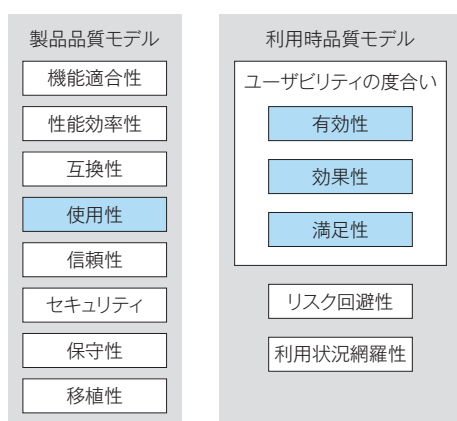 製品品質モデル
機能適合性
性能効率性
互換性
使用性
信頼性
セキュリティ
保守性
移植性
利用時品質モデル
ユーザビリティの度合い
有効性
効果性
満足性
リスク回避性
利用状況網羅性